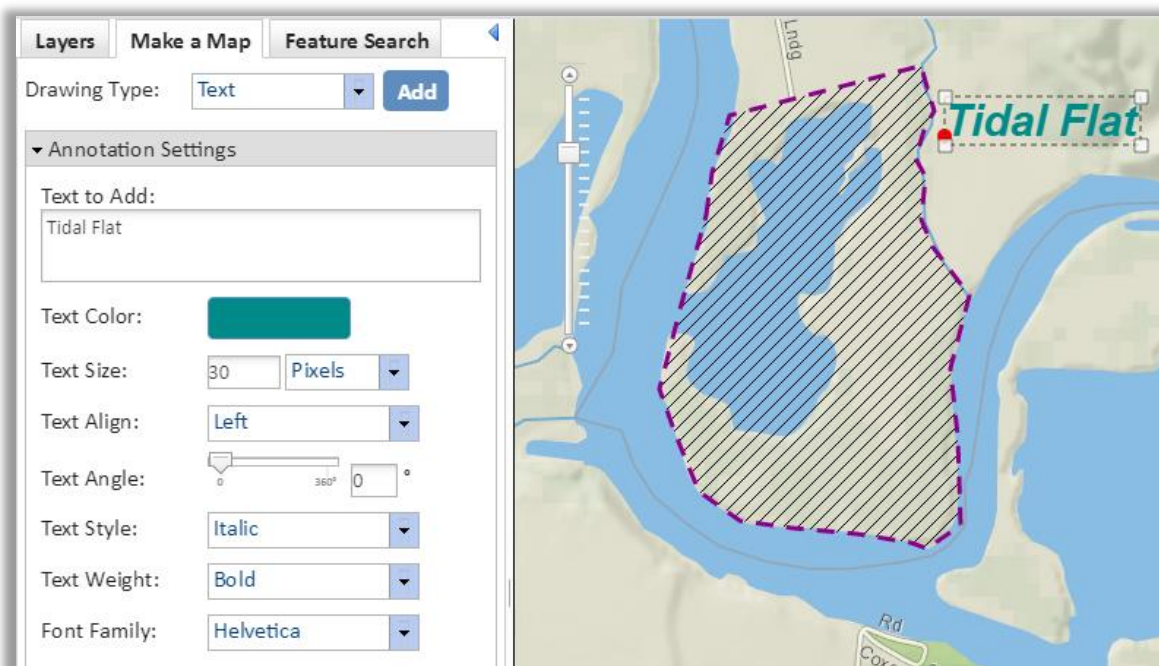 Layers Make a Map Feature Search
Drawing Type: Text Add
Annotation Settings
Text to Add:
Tidal Flat
Text Color:
Text Size: 30 Pixels
Text Align: Left
Text Angle: 0 360° 0 °
Text Style: Italic
Text Weight: Bold
Font Family: Helvetica
Lndg
Tidal Flat
Rd